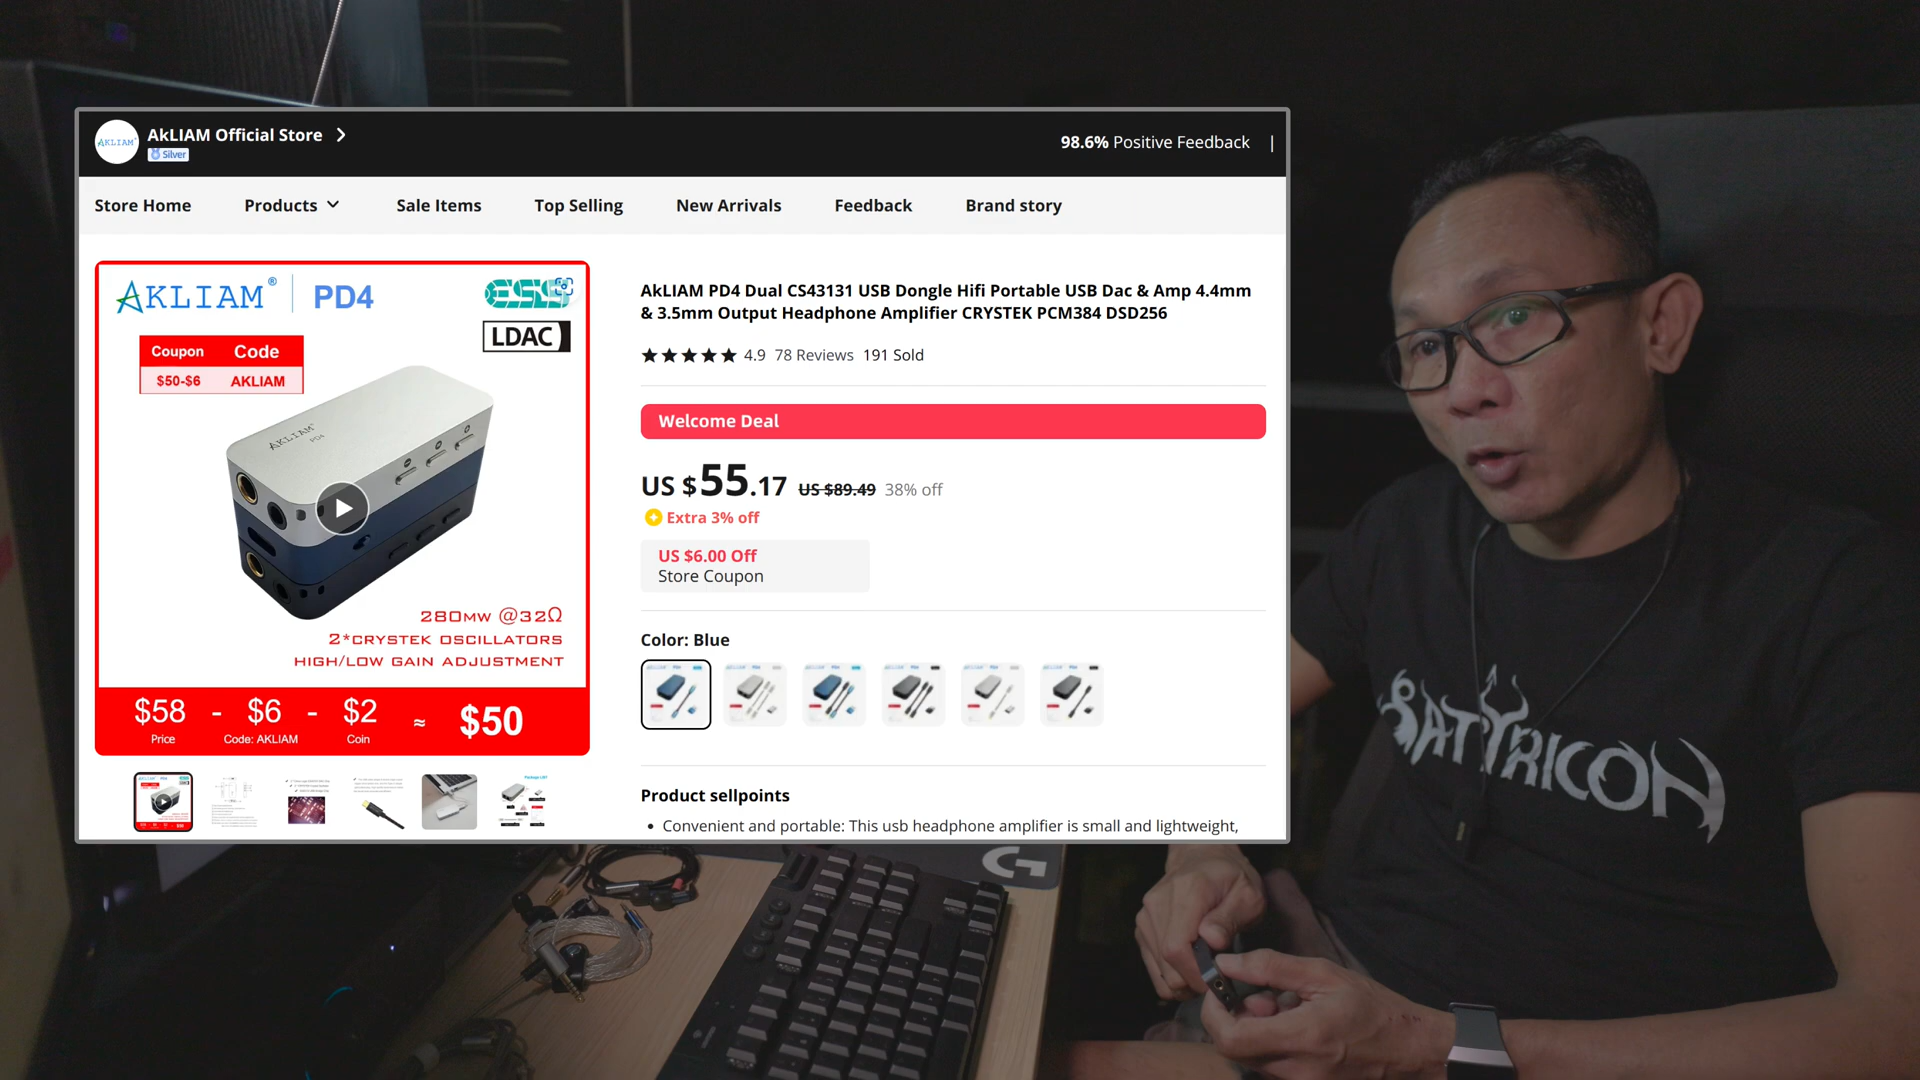 AKLIAM
AkLIAM Official Store
Silver
98.6% Positive Feedback |
Store Home Products Sale Items Top Selling New Arrivals Feedback Brand story
AKLIAM® | PD4
ESS
LDAC
Coupon Code
$50-$6 AKLIAM
AKLIAM
PD4
280mW @32Ω
2*CRYSTEK OSCILLATORS
HIGH/LOW GAIN ADJUSTMENT
$58 - $6 - $2 ≈ $50
Price Code: AKLIAM Coin
AkLIAM PD4 Dual CS43131 USB Dongle Hifi Portable USB Dac & Amp 4.4mm
& 3.5mm Output Headphone Amplifier CRYSTEK PCM384 DSD256
4.9 78 Reviews 191 Sold
Welcome Deal
US $55.17 US $89.49 38% off
Extra 3% off
US $6.00 Off
Store Coupon
Color: Blue
Product sellpoints
• Convenient and portable: This usb headphone amplifier is small and lightweight,
SATYRICON
G